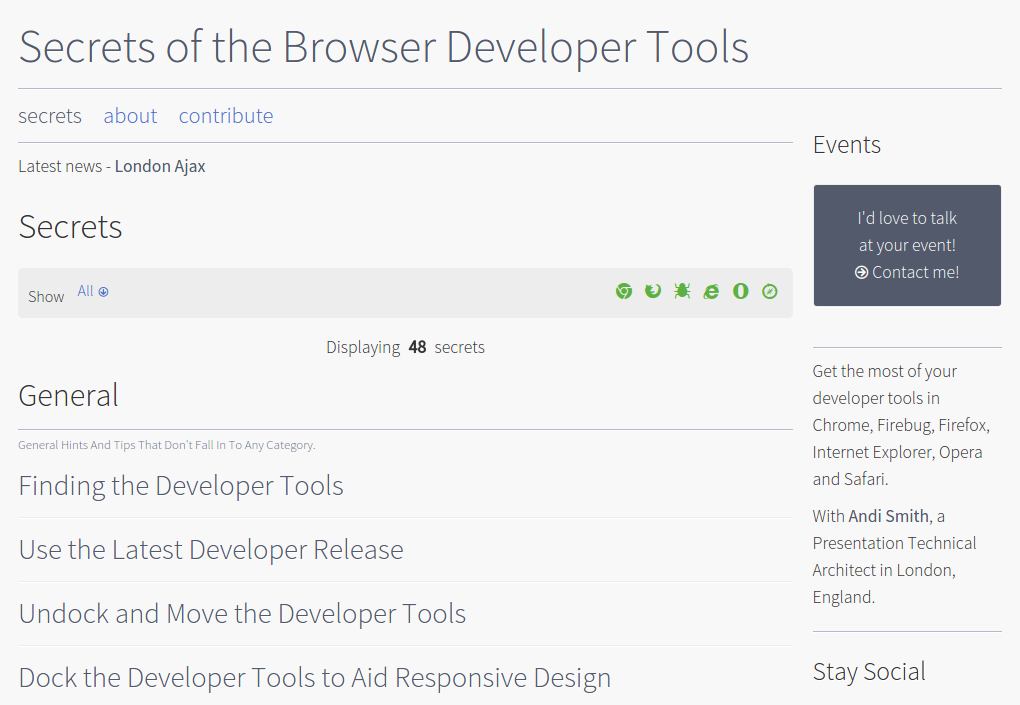 Secrets of the Browser Developer Tools
secrets about contribute
Latest news - London Ajax
Secrets
Show All
Displaying 48 secrets
General
General Hints And Tips That Don't Fall In To Any Category.
Finding the Developer Tools
Use the Latest Developer Release
Undock and Move the Developer Tools
Dock the Developer Tools to Aid Responsive Design
Events
I'd love to talk
at your event!
Contact me!
Get the most of your
developer tools in
Chrome, Firebug, Firefox,
Internet Explorer, Opera
and Safari.
With Andi Smith, a
Presentation Technical
Architect in London,
England.
Stay Social